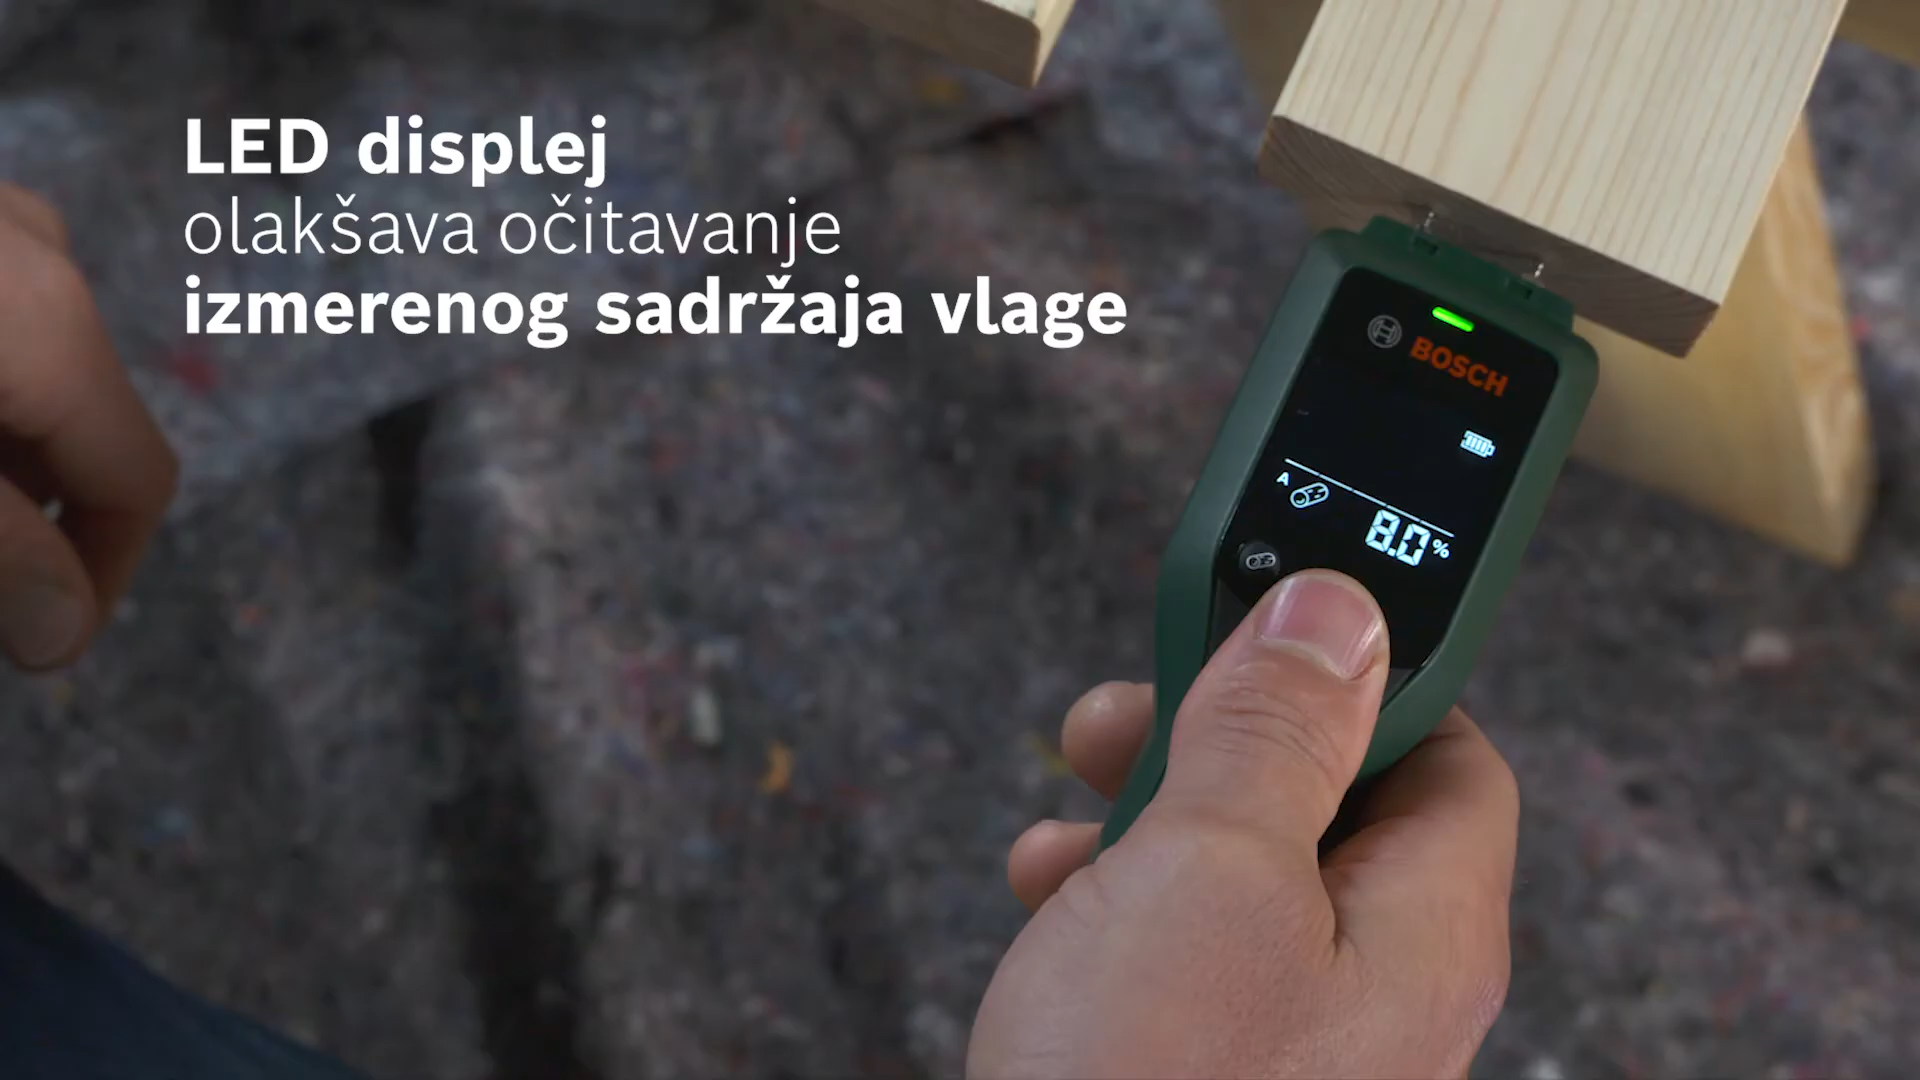 LED displej
olakšava očitavanje
izmerenog sadržaja vlage
BOSCH
A
8.0 %